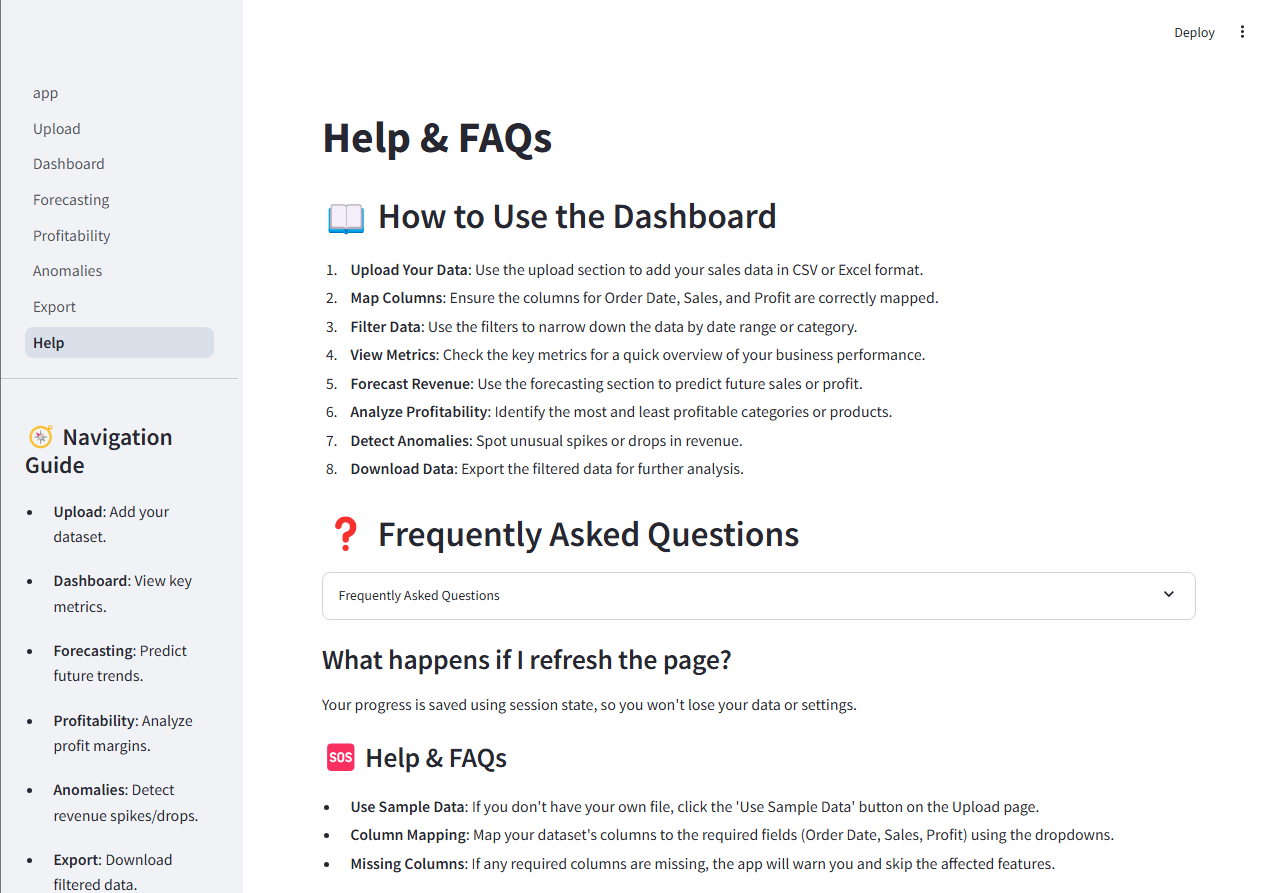 Deploy
app
Upload
Dashboard
Forecasting
Profitability
Anomalies
Export
Help
🧭 Navigation
Guide
• Upload: Add your
dataset.
• Dashboard: View key
metrics.
• Forecasting: Predict
future trends.
• Profitability: Analyze
profit margins.
• Anomalies: Detect
revenue spikes/drops.
• Export: Download
filtered data.
Help & FAQs
📖 How to Use the Dashboard
1. Upload Your Data: Use the upload section to add your sales data in CSV or Excel format.
2. Map Columns: Ensure the columns for Order Date, Sales, and Profit are correctly mapped.
3. Filter Data: Use the filters to narrow down the data by date range or category.
4. View Metrics: Check the key metrics for a quick overview of your business performance.
5. Forecast Revenue: Use the forecasting section to predict future sales or profit.
6. Analyze Profitability: Identify the most and least profitable categories or products.
7. Detect Anomalies: Spot unusual spikes or drops in revenue.
8. Download Data: Export the filtered data for further analysis.
❓ Frequently Asked Questions
Frequently Asked Questions
What happens if I refresh the page?
Your progress is saved using session state, so you won't lose your data or settings.
🆘 Help & FAQs
• Use Sample Data: If you don't have your own file, click the 'Use Sample Data' button on the Upload page.
• Column Mapping: Map your dataset's columns to the required fields (Order Date, Sales, Profit) using the dropdowns.
• Missing Columns: If any required columns are missing, the app will warn you and skip the affected features.